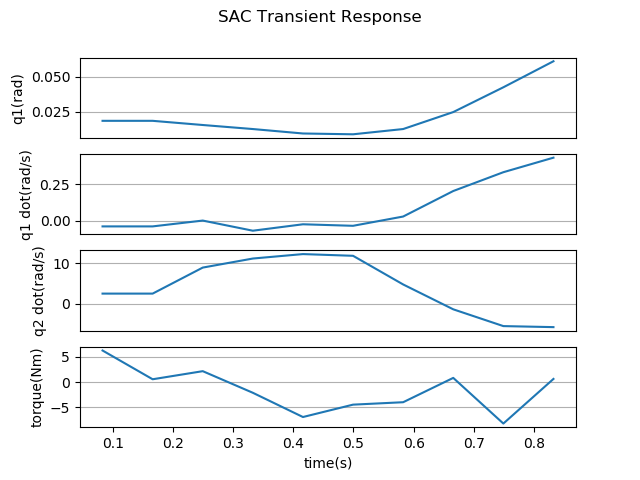 SAC Transient Response
q1(rad)
0.050
0.025
q1 dot(rad/s)
0.25
0.00
q2 dot(rad/s)
10
0
torque(Nm)
5
0
−5
0.1 0.2 0.3 0.4 0.5 0.6 0.7 0.8
time(s)